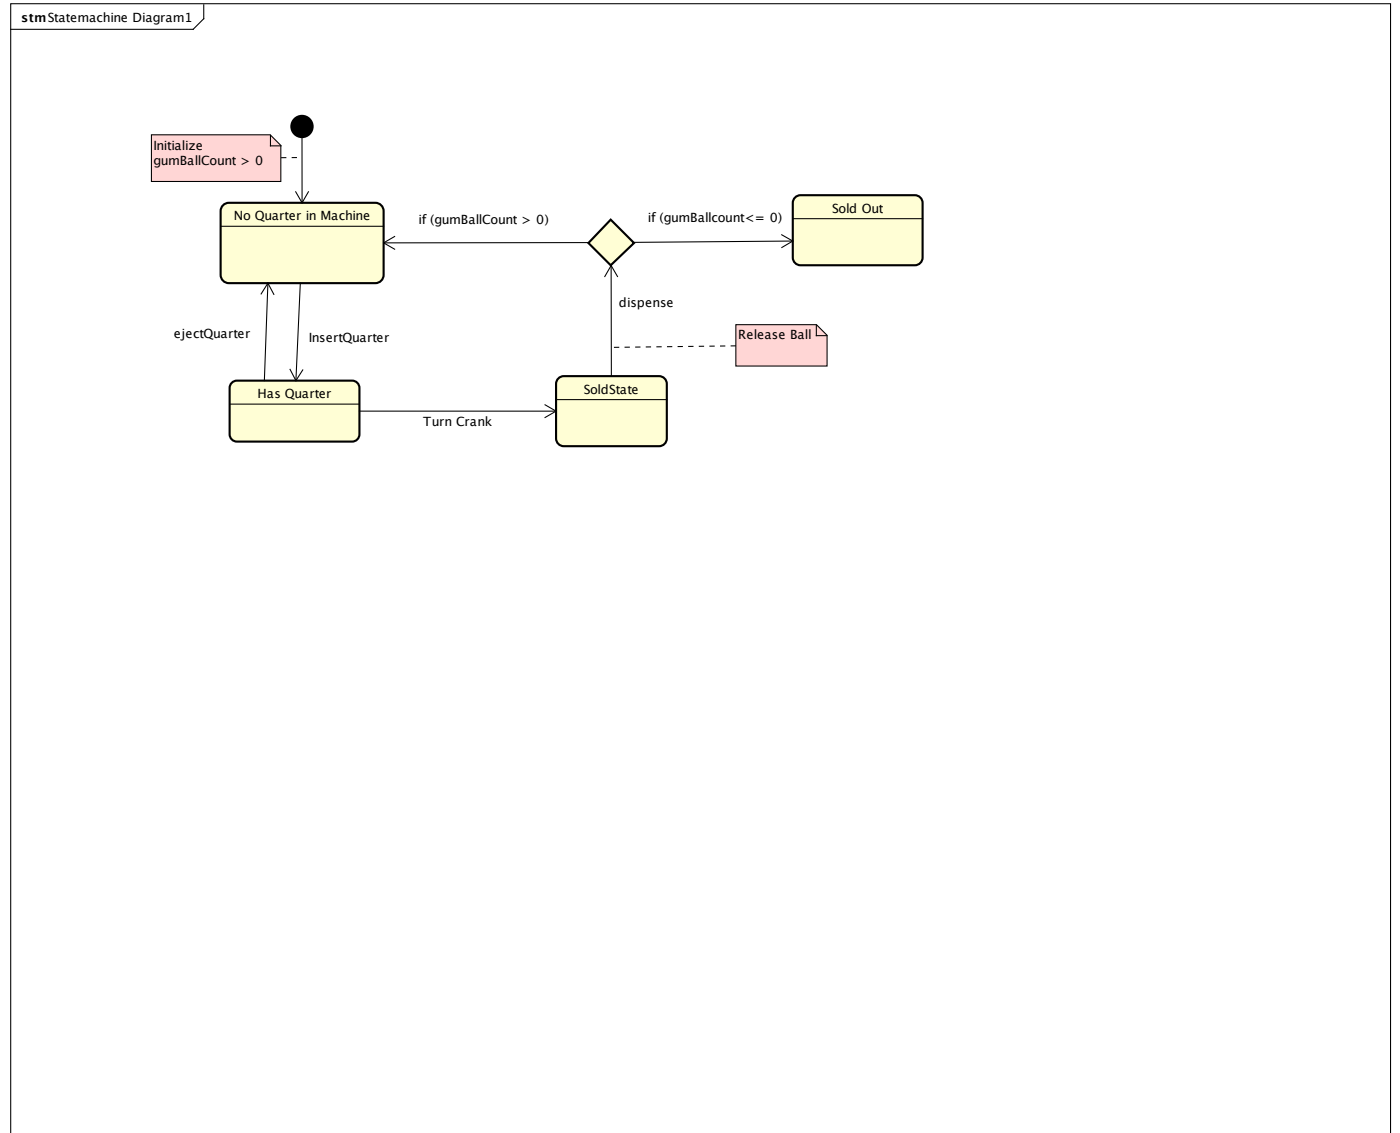 stm Statemachine Diagram1
Initialize
gumBallCount > 0
No Quarter in Machine
if (gumBallCount > 0)
if (gumBallcount<= 0)
Sold Out
dispense
ejectQuarter
InsertQuarter
Release Ball
Has Quarter
SoldState
Turn Crank